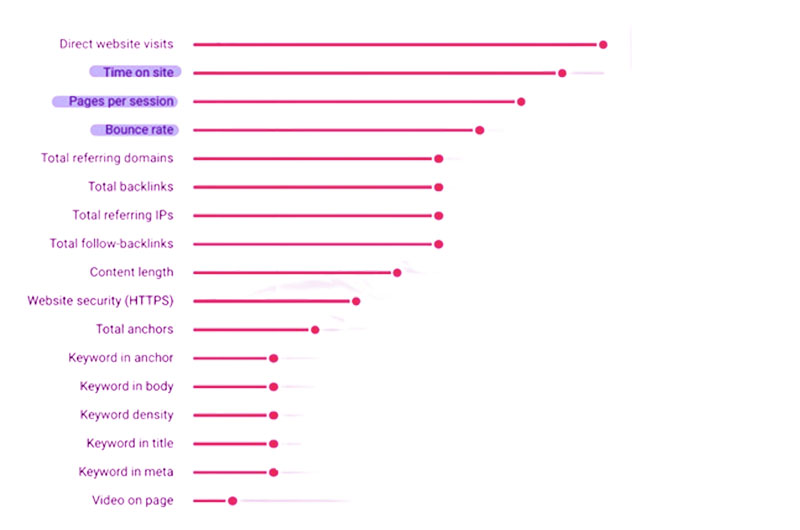 Direct website visits
Time on site
Pages per session
Bounce rate
Total referring domains
Total backlinks
Total referring IPs
Total follow-backlinks
Content length
Website security (HTTPS)
Total anchors
Keyword in anchor
Keyword in body
Keyword density
Keyword in title
Keyword in meta
Video on page